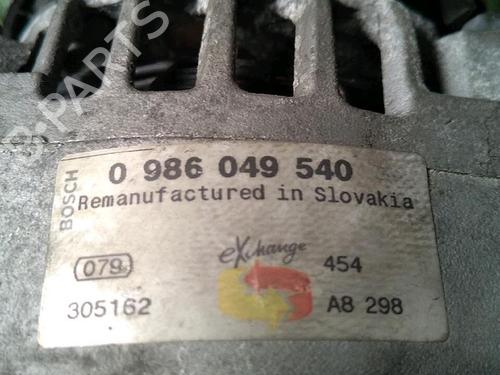 B-PARTS
BOSCH
0 986 049 540
Remanufactured in Slovakia
079
eXchange
454
305162
A8 298